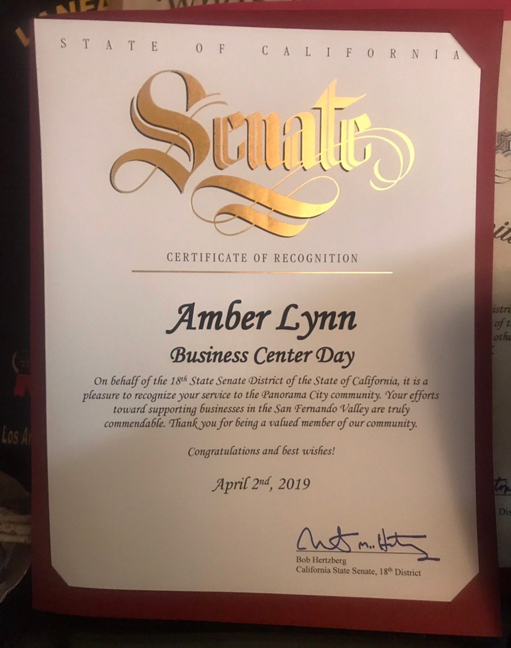 STATE OF CALIFORNIA
Senate
CERTIFICATE OF RECOGNITION
Amber Lynn
Business Center Day
On behalf of the 18th State Senate District of the State of California, it is a
pleasure to recognize your service to the Panorama City community. Your efforts
toward supporting businesses in the San Fernando Valley are truly
commendable. Thank you for being a valued member of our community.
Congratulations and best wishes!
April 2nd, 2019
Bob Hertzberg
California State Senate, 18th District